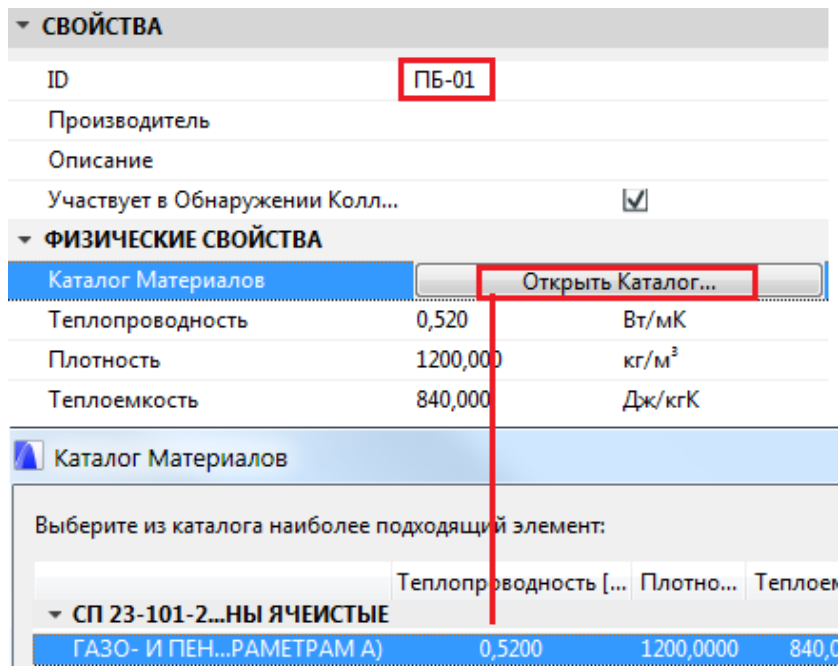 СВОЙСТВА
ID ПБ-01
Производитель
Описание
Участвует в Обнаружении Колл...
ФИЗИЧЕСКИЕ СВОЙСТВА
Каталог Материалов Открыть Каталог...
Теплопроводность 0,520 Вт/мК
Плотность 1200,000 кг/м³
Теплоемкость 840,000 Дж/кгК
Каталог Материалов
Выберите из каталога наиболее подходящий элемент:
Теплопроводность [... Плотно... Теплоем
СП 23-101-2...НЫ ЯЧЕИСТЫЕ
ГАЗО- И ПЕН...РАМЕТРАМ А) 0,5200 1200,0000 840,0